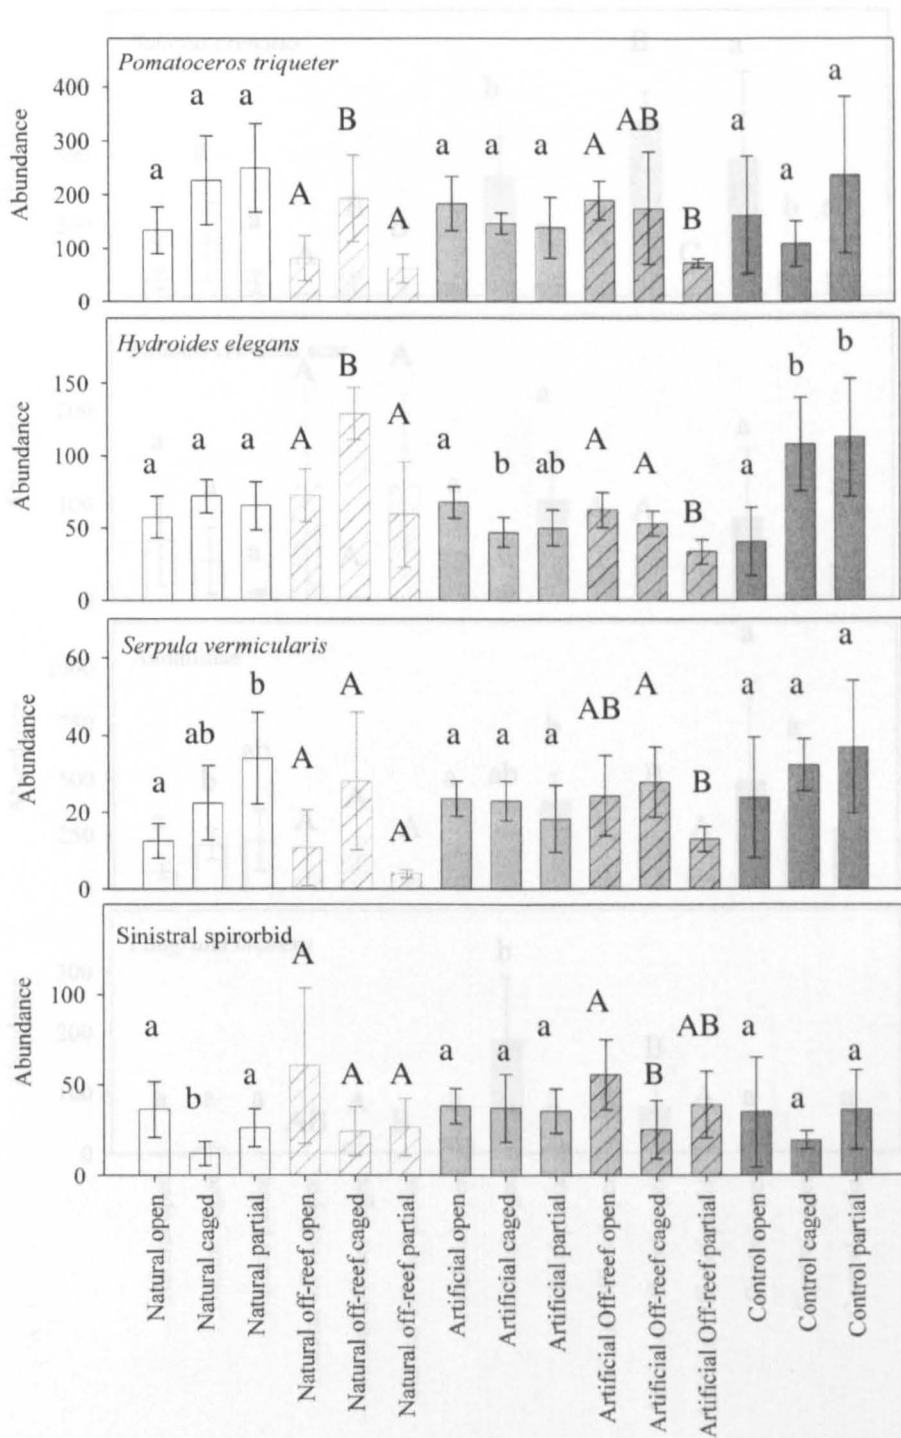 Pomatoceros triqueter
Abundance
400
300
200
100
0
a a a A B A a a a A AB B a a a
Hydroides elegans
Abundance
150
100
50
0
a a a A B A a b ab A A B a b b
Serpula vermicularis
Abundance
60
40
20
0
a ab b A A A a a a AB A B a a a
Sinistral spirorbid
Abundance
100
50
0
a b a A A A a a a A B AB a a a
Natural open
Natural caged
Natural partial
Natural off-reef open
Natural off-reef caged
Natural off-reef partial
Artificial open
Artificial caged
Artificial partial
Artificial Off-reef open
Artificial Off-reef caged
Artificial Off-reef partial
Control open
Control caged
Control partial